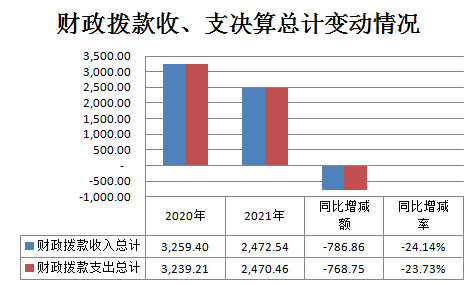 财政拨款收、支决算总计变动情况
3,500.00
3,000.00
2,500.00
2,000.00
1,500.00
1,000.00
500.00
-
-500.00
-1,000.00
2020年 2021年 同比增减额 同比增减率
财政拨款收入总计 3,259.40 2,472.54 -786.86 -24.14%
财政拨款支出总计 3,239.21 2,470.46 -768.75 -23.73%